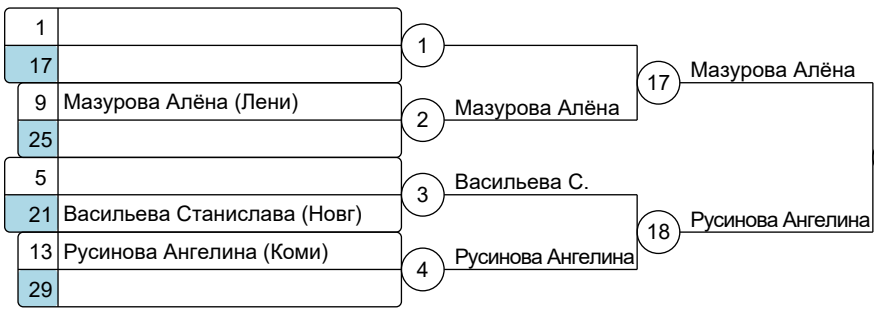 1
17
9 Мазурова Алёна (Лени)
25
5
21 Васильева Станислава (Новг)
13 Русинова Ангелина (Коми)
29
1
2
3
4
Мазурова Алёна
Васильева С.
Русинова Ангелина
17
18
Мазурова Алёна
Русинова Ангелина